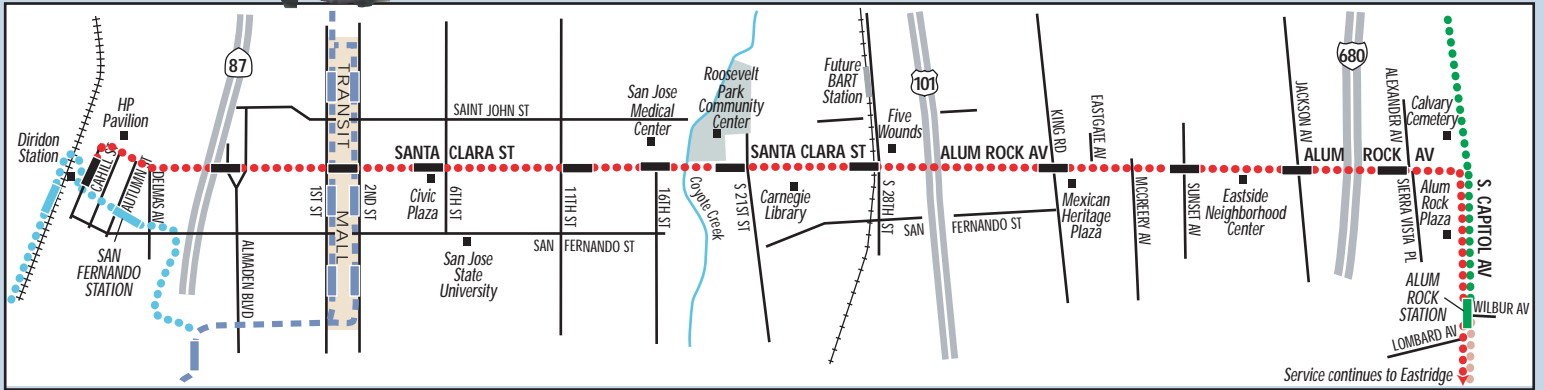 Diridon
Station
HP
Pavilion
CAHILL ST
AUTUMN ST
DELMAS AV
SAN
FERNANDO
STATION
87
ALMADEN BLVD
1ST ST
TRANSIT
MALL
2ND ST
SAINT JOHN ST
SANTA CLARA ST
Civic
Plaza
6TH ST
San Jose
State
University
11TH ST
SAN FERNANDO ST
San Jose
Medical
Center
16TH ST
Coyote Creek
Roosevelt
Park
Community
Center
S 21ST ST
SANTA CLARA ST
Carnegie
Library
Future
BART
Station
S 28TH ST
Five
Wounds
101
SAN FERNANDO ST
ALUM ROCK AV
KING RD
EASTGATE AV
Mexican
Heritage
Plaza
MCCREERY AV
SUNSET AV
Eastside
Neighborhood
Center
JACKSON AV
680
ALUM ROCK AV
ALEXANDER AV
Calvary
Cemetery
SIERRA VISTA PL
Alum
Rock
Plaza
S. CAPITOL AV
ALUM
ROCK
STATION
WILBUR AV
LOMBARD AV
Service continues to Eastridge